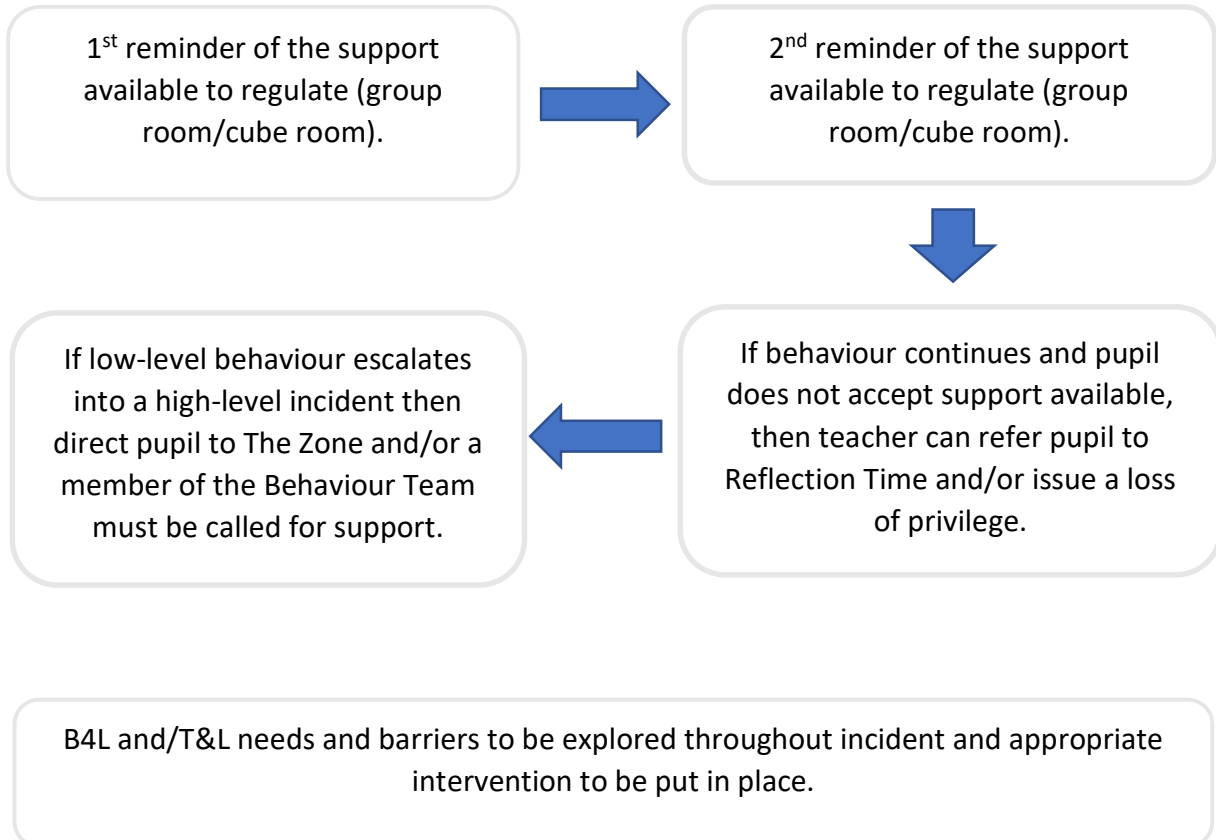 1st reminder of the support
available to regulate (group
room/cube room).
2nd reminder of the support
available to regulate (group
room/cube room).
If behaviour continues and pupil
does not accept support available,
then teacher can refer pupil to
Reflection Time and/or issue a loss
of privilege.
If low-level behaviour escalates
into a high-level incident then
direct pupil to The Zone and/or a
member of the Behaviour Team
must be called for support.
B4L and/T&L needs and barriers to be explored throughout incident and appropriate
intervention to be put in place.